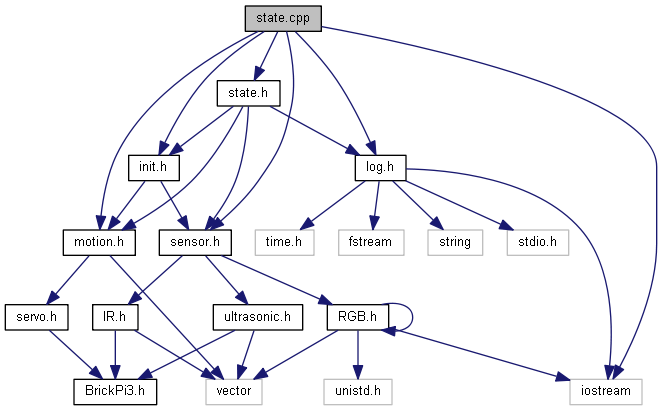 state.cpp
state.h
init.h
log.h
motion.h
sensor.h
time.h
fstream
string
stdio.h
servo.h
IR.h
ultrasonic.h
RGB.h
BrickPi3.h
vector
unistd.h
iostream